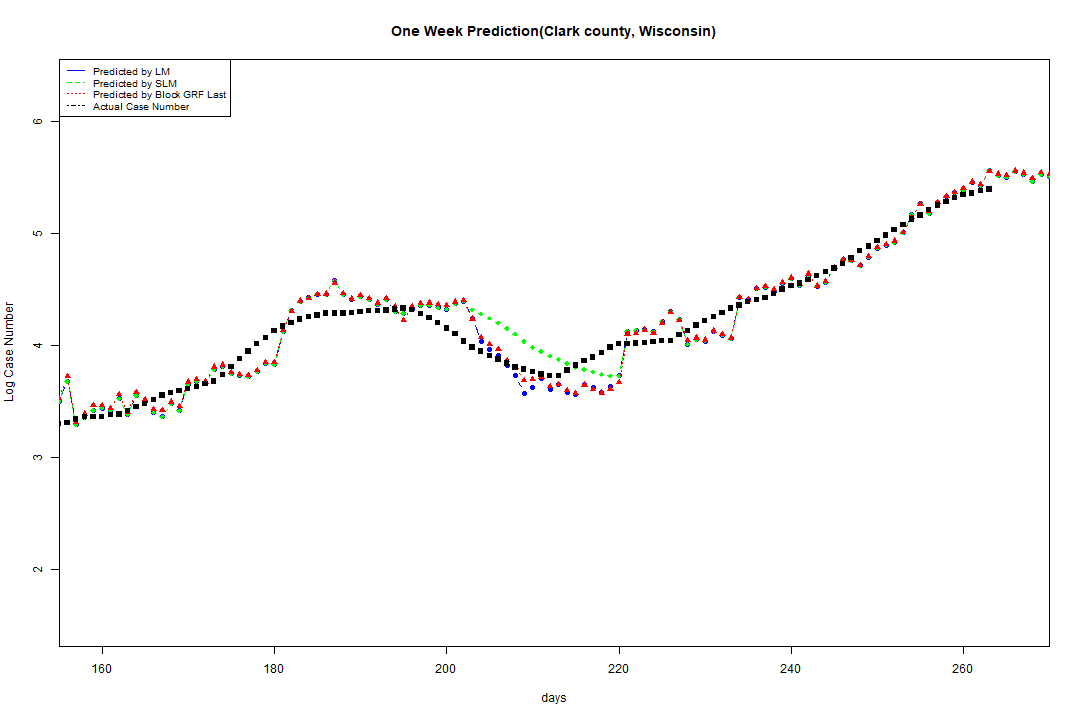 One Week Prediction(Clark county, Wisconsin)
Predicted by LM
Predicted by SLM
Predicted by Block GRF Last
Actual Case Number
6
5
4
3
2
Log Case Number
160 180 200 220 240 260
days